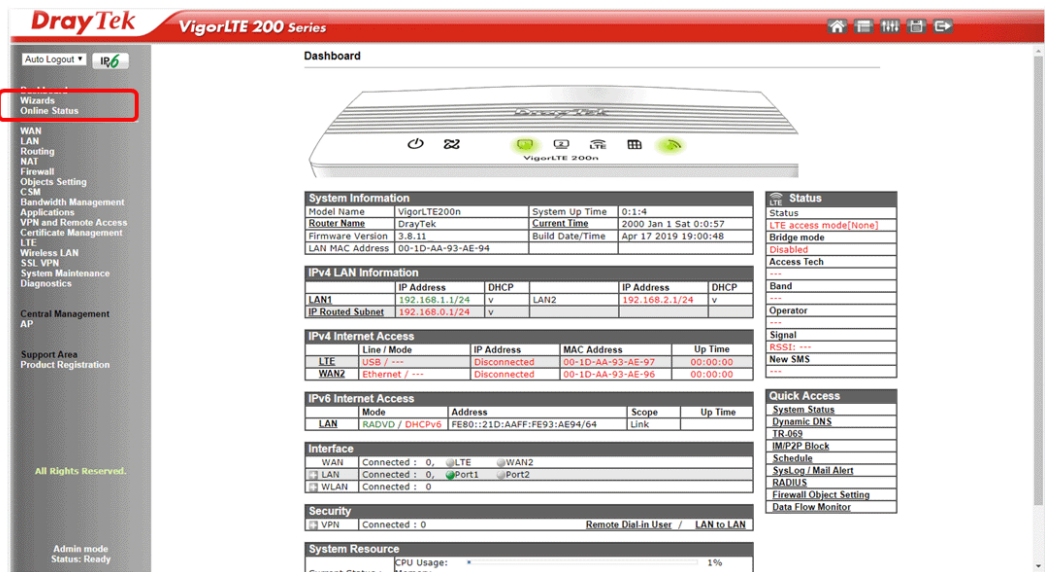 DrayTek VigorLTE 200 Series
Auto Logout IPv6
Dashboard
Dashboard
Wizards
Online Status
WAN
LAN
Routing
NAT
Firewall
Objects Setting
CSM
Bandwidth Management
Applications
VPN and Remote Access
Certificate Management
LTE
Wireless LAN
SSL VPN
System Maintenance
Diagnostics
Central Management
AP
Support Area
Product Registration
All Rights Reserved.
Admin mode
Status: Ready
DrayTek
2 LTE
VigorLTE 200n
System Information
Model Name VigorLTE200n System Up Time 0:1:4
Router Name DrayTek Current Time 2000 Jan 1 Sat 0:0:57
Firmware Version 3.8.11 Build Date/Time Apr 17 2019 19:00:48
LAN MAC Address 00-1D-AA-93-AE-94
IPv4 LAN Information
IP Address DHCP IP Address DHCP
LAN1 192.168.1.1/24 v LAN2 192.168.2.1/24 v
IP Routed Subnet 192.168.0.1/24 v
IPv4 Internet Access
Line / Mode IP Address MAC Address Up Time
LTE USB / --- Disconnected 00-1D-AA-93-AE-97 00:00:00
WAN2 Ethernet / --- Disconnected 00-1D-AA-93-AE-96 00:00:00
IPv6 Internet Access
Mode Address Scope Up Time
LAN RADVD / DHCPv6 FE80::21D:AAFF:FE93:AE94/64 Link
Interface
WAN Connected : 0, LTE WAN2
LAN Connected : 0, Port1 Port2
WLAN Connected : 0
Security
VPN Connected : 0 Remote Dial-in User / LAN to LAN
System Resource
CPU Usage: 1%
Current Status : Memory
LTE Status
Status
LTE access mode[None]
Bridge mode
Disabled
Access Tech
---
Band
---
Operator
---
Signal
RSSI: ---
New SMS
---
Quick Access
System Status
Dynamic DNS
TR-069
IM/P2P Block
Schedule
SysLog / Mail Alert
RADIUS
Firewall Object Setting
Data Flow Monitor